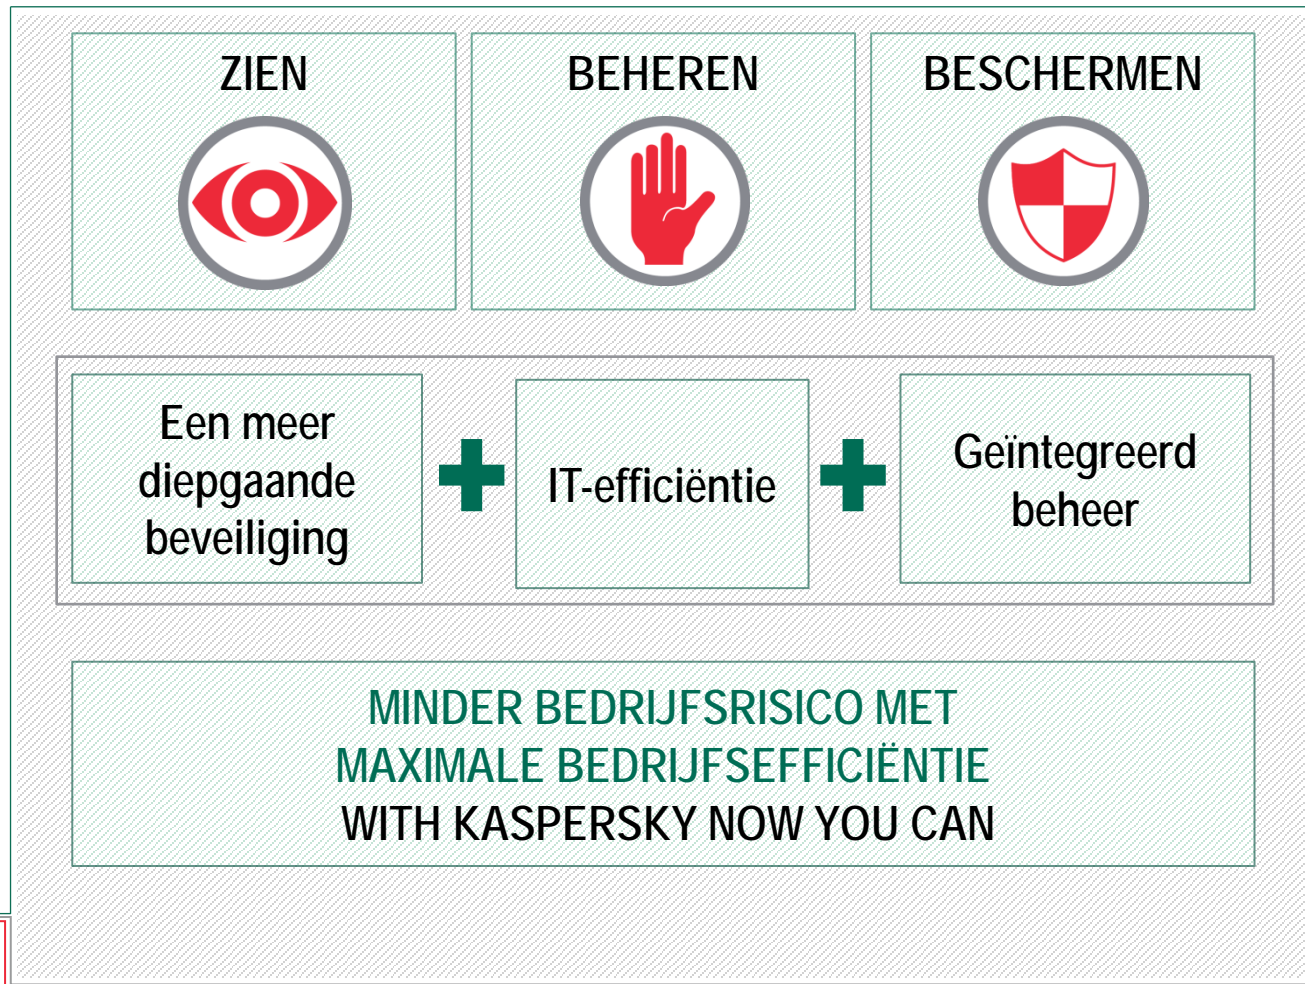 ZIEN
BEHEREN
BESCHERMEN
Een meer
diepgaande
beveiliging
IT-efficiëntie
Geïntegreerd
beheer
MINDER BEDRIJFSRISICO MET
MAXIMALE BEDRIJFSEFFICIËNTIE
WITH KASPERSKY NOW YOU CAN